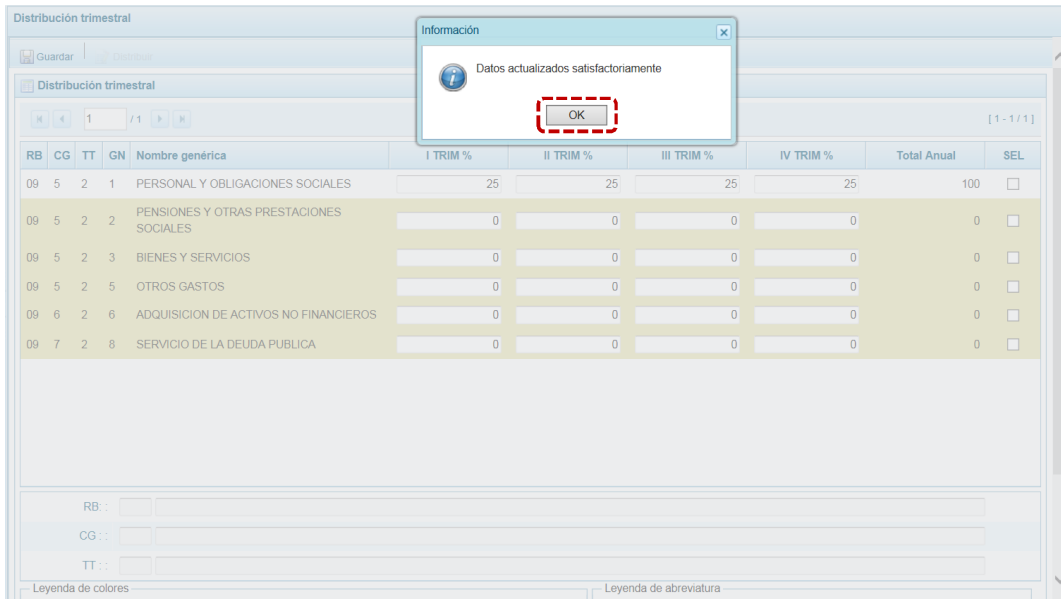 Distribución trimestral
Información
Guardar
Datos actualizados satisfactoriamente
OK
Distribución trimestral
1 / 1 [ 1 - 1 / 1 ]
RB CG TT GN Nombre genérica I TRIM % II TRIM % III TRIM % IV TRIM % Total Anual SEL
09 5 2 1 PERSONAL Y OBLIGACIONES SOCIALES 25 25 25 25 100
09 5 2 2 PENSIONES Y OTRAS PRESTACIONES SOCIALES 0 0 0 0 0
09 5 2 3 BIENES Y SERVICIOS 0 0 0 0 0
09 5 2 5 OTROS GASTOS 0 0 0 0 0
09 6 2 6 ADQUISICION DE ACTIVOS NO FINANCIEROS 0 0 0 0 0
09 7 2 8 SERVICIO DE LA DEUDA PUBLICA 0 0 0 0 0
RB: :
CG : :
TT : :
Leyenda de colores
Leyenda de abreviatura